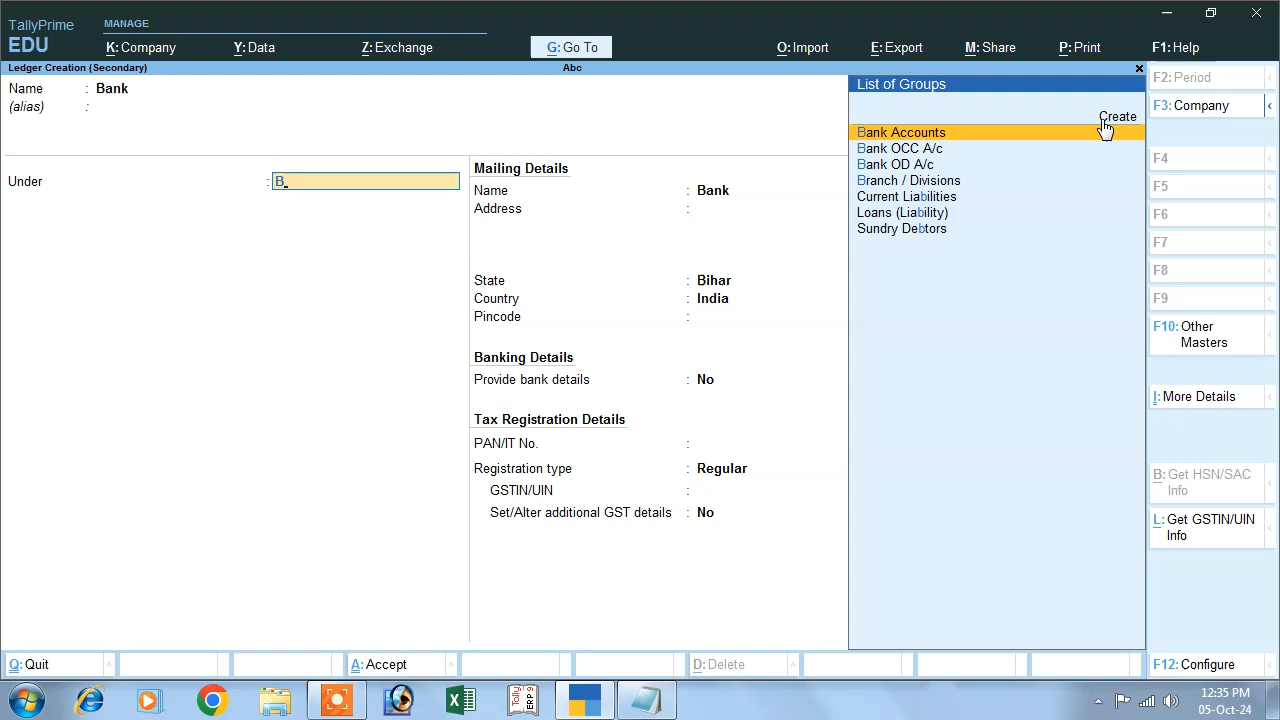 TallyPrime
EDU
MANAGE
K: Company
Y: Data
Z: Exchange
G: Go To
O: Import
E: Export
M: Share
P: Print
F1: Help
Ledger Creation (Secondary)
Abc
Name : Bank
(alias) :
Under : B
Mailing Details
Name : Bank
Address :
State : Bihar
Country : India
Pincode :
Banking Details
Provide bank details : No
Tax Registration Details
PAN/IT No. :
Registration type : Regular
GSTIN/UIN :
Set/Alter additional GST details : No
List of Groups
Create
Bank Accounts
Bank OCC A/c
Bank OD A/c
Branch / Divisions
Current Liabilities
Loans (Liability)
Sundry Debtors
F2: Period
F3: Company
F4
F5
F6
F7
F8
F9
F10: Other
Masters
I: More Details
B: Get HSN/SAC
Info
L: Get GSTIN/UIN
Info
Q: Quit
A: Accept
D: Delete
F12: Configure
Tally
ERP 9
12:35 PM
05-Oct-24